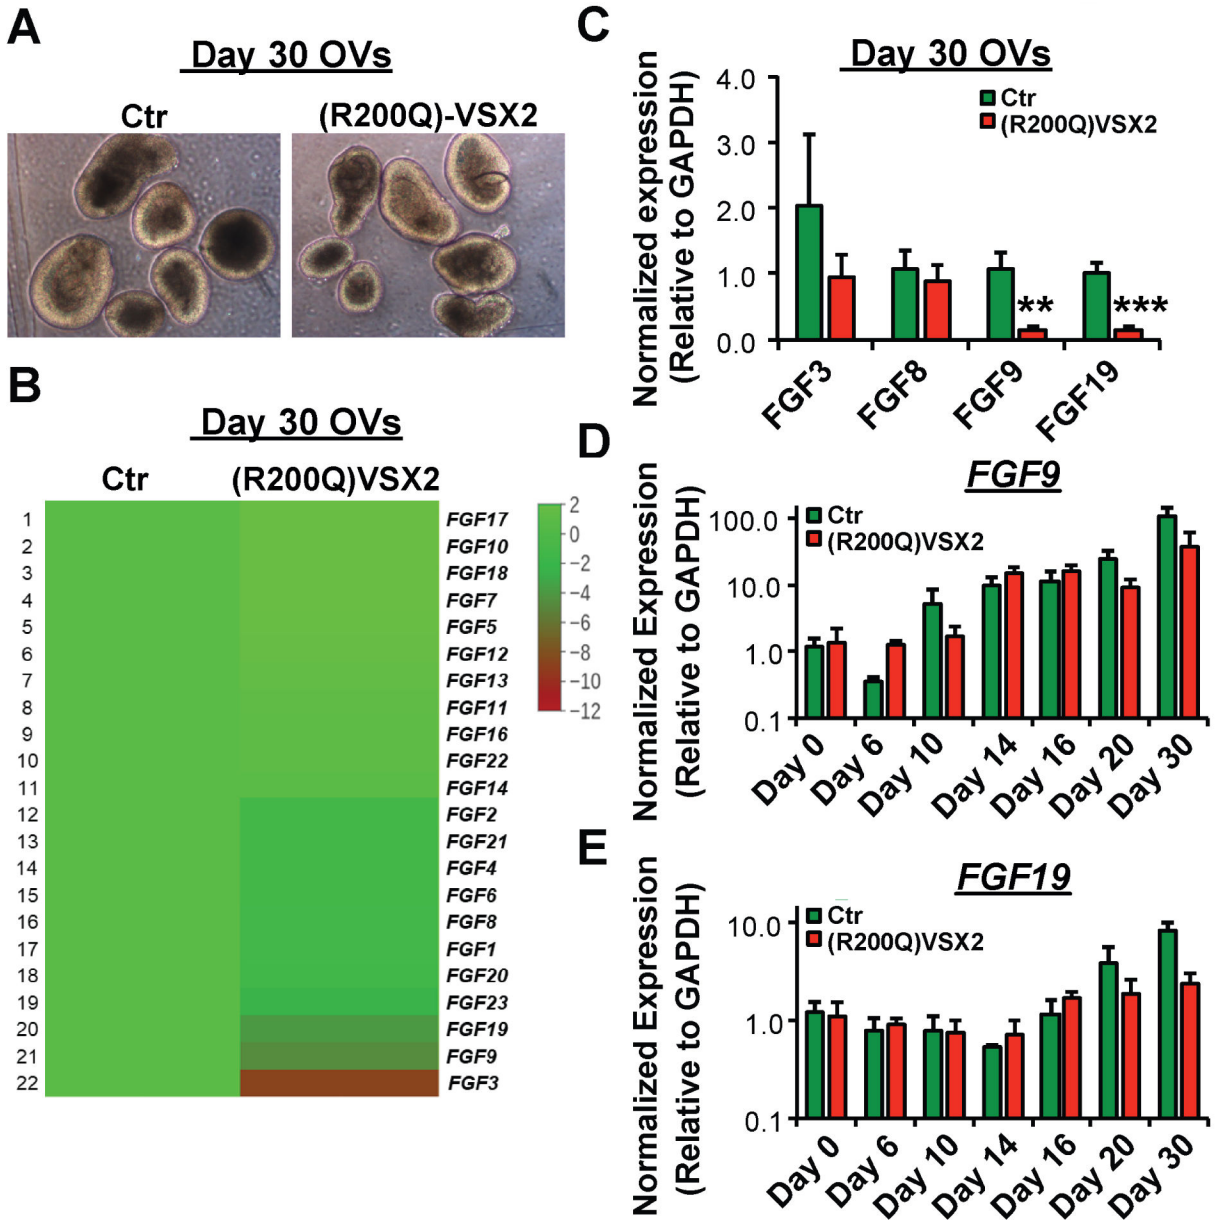 A
Day 30 OVs
Ctr
(R200Q)-VSX2
B
Day 30 OVs
Ctr
(R200Q)VSX2
1 FGF17
2 FGF10
3 FGF18
4 FGF7
5 FGF5
6 FGF12
7 FGF13
8 FGF11
9 FGF16
10 FGF22
11 FGF14
12 FGF2
13 FGF21
14 FGF4
15 FGF6
16 FGF8
17 FGF1
18 FGF20
19 FGF23
20 FGF19
21 FGF9
22 FGF3
2
0
−2
−4
−6
−8
−10
−12
C
Day 30 OVs
Normalized expression
(Relative to GAPDH)
4.0
3.0
2.0
1.0
0.0
Ctr
(R200Q)VSX2
**
***
FGF3
FGF8
FGF9
FGF19
D
FGF9
Normalized Expression
(Relative to GAPDH)
100.0
10.0
1.0
0.1
Ctr
(R200Q)VSX2
Day 0
Day 6
Day 10
Day 14
Day 16
Day 20
Day 30
E
FGF19
Normalized Expression
(Relative to GAPDH)
10.0
1.0
0.1
Ctr
(R200Q)VSX2
Day 0
Day 6
Day 10
Day 14
Day 16
Day 20
Day 30